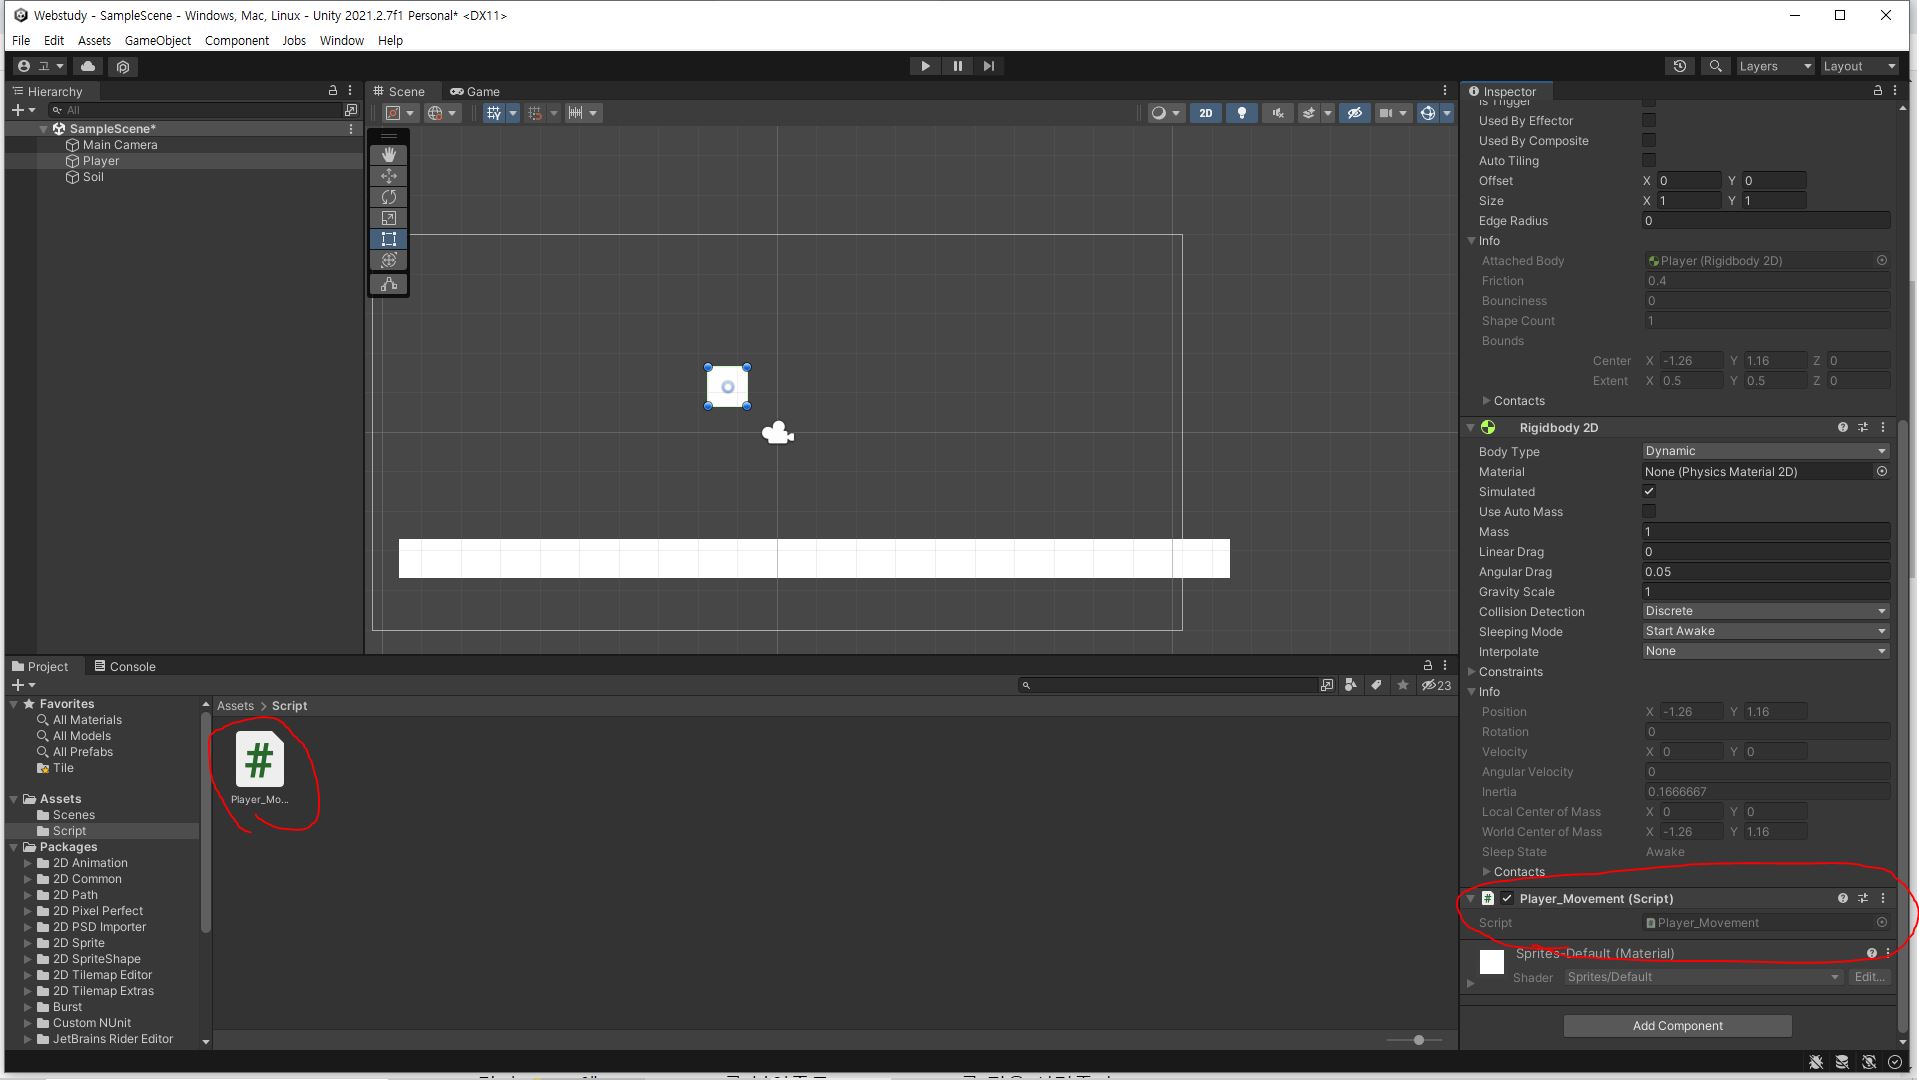 Webstudy - SampleScene - Windows, Mac, Linux - Unity 2021.2.7f1 Personal* <DX11>
File Edit Assets GameObject Component Jobs Window Help
고
Layers Layout
Hierarchy
All
SampleScene*
Main Camera
Player
Soil
Scene Game
2D
Inspector
Is Trigger
Used By Effector
Used By Composite
Auto Tiling
Offset X 0 Y 0
Size X 1 Y 1
Edge Radius 0
Info
Attached Body Player (Rigidbody 2D)
Friction 0.4
Bounciness 0
Shape Count 1
Bounds
Center X -1.26 Y 1.16 Z 0
Extent X 0.5 Y 0.5 Z 0
Contacts
Rigidbody 2D
Body Type Dynamic
Material None (Physics Material 2D)
Simulated
Use Auto Mass
Mass 1
Linear Drag 0
Angular Drag 0.05
Gravity Scale 1
Collision Detection Discrete
Sleeping Mode Start Awake
Interpolate None
Constraints
Info
Position X -1.26 Y 1.16
Rotation 0
Velocity X 0 Y 0
Angular Velocity 0
Inertia 0.1666667
Local Center of Mass X 0 Y 0
World Center of Mass X -1.26 Y 1.16
Sleep State Awake
Contacts
# Player_Movement (Script)
Script Player_Movement
Sprites-Default (Material)
Shader Sprites/Default Edit...
Add Component
Project Console
23
Favorites
All Materials
All Models
All Prefabs
Tile
Assets
Scenes
Script
Packages
2D Animation
2D Common
2D Path
2D Pixel Perfect
2D PSD Importer
2D Sprite
2D SpriteShape
2D Tilemap Editor
2D Tilemap Extras
Burst
Custom NUnit
JetBrains Rider Editor
Assets > Script
#
Player_Mo...